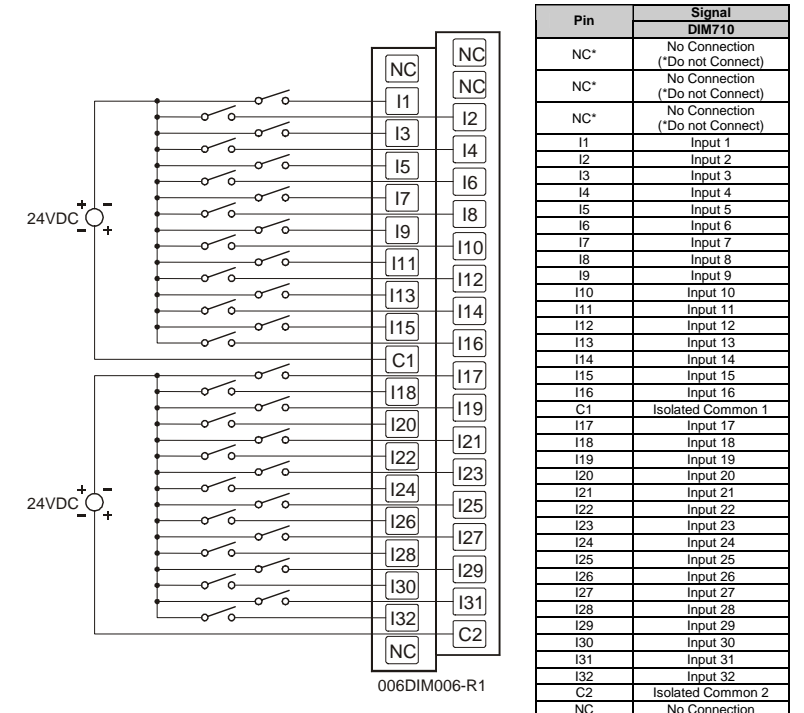 NC
NC
NC
I1
I2
I3
I4
I5
I6
I7
I8
I9
I10
I11
I12
I13
I14
I15
I16
C1
I17
I18
I19
I20
I21
I22
I23
I24
I25
I26
I27
I28
I29
I30
I31
I32
C2
NC
+ -
24VDC
- +
+ -
24VDC
- +
006DIM006-R1
Pin Signal
DIM710
NC* No Connection
(*Do not Connect)
NC* No Connection
(*Do not Connect)
NC* No Connection
(*Do not Connect)
I1 Input 1
I2 Input 2
I3 Input 3
I4 Input 4
I5 Input 5
I6 Input 6
I7 Input 7
I8 Input 8
I9 Input 9
I10 Input 10
I11 Input 11
I12 Input 12
I13 Input 13
I14 Input 14
I15 Input 15
I16 Input 16
C1 Isolated Common 1
I17 Input 17
I18 Input 18
I19 Input 19
I20 Input 20
I21 Input 21
I22 Input 22
I23 Input 23
I24 Input 24
I25 Input 25
I26 Input 26
I27 Input 27
I28 Input 28
I29 Input 29
I30 Input 30
I31 Input 31
I32 Input 32
C2 Isolated Common 2
NC No Connection